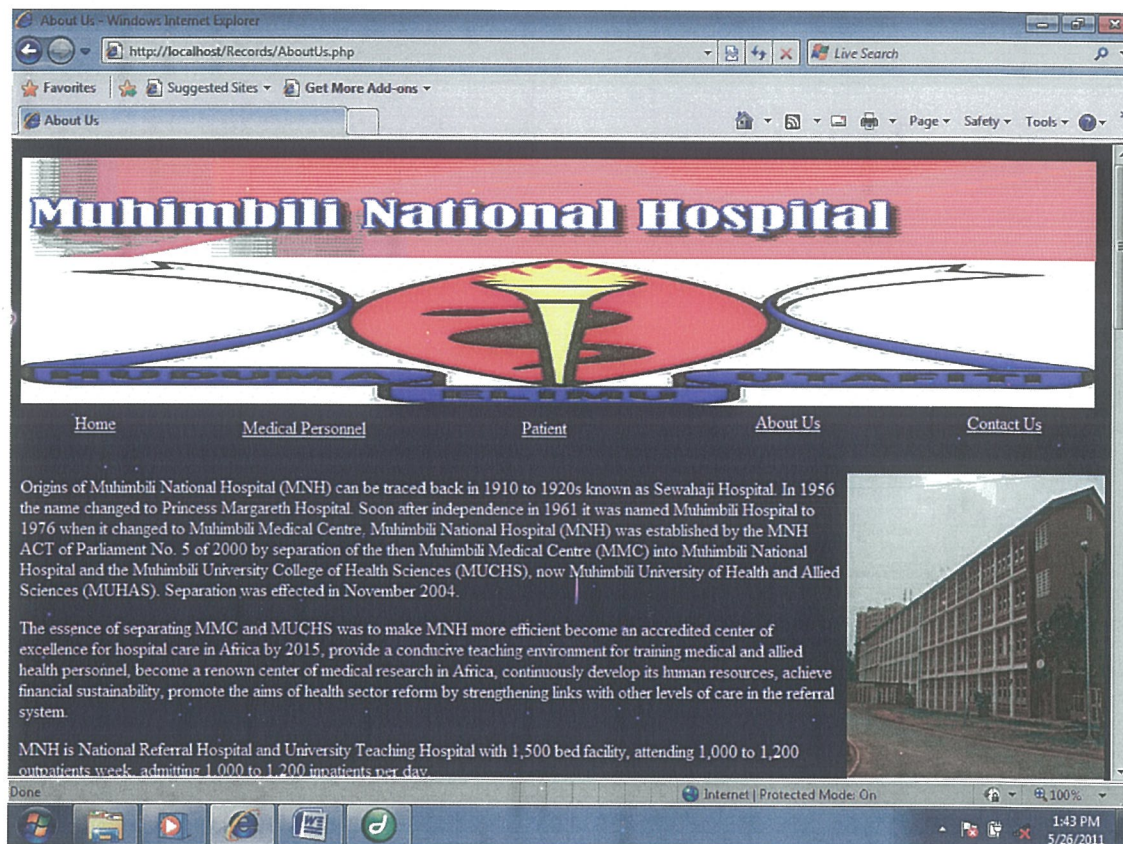 About Us - Windows Internet Explorer
http://localhost/Records/AboutUs.php
Live Search
Favorites
Suggested Sites
Get More Add-ons
About Us
Page
Safety
Tools
Muhimbili National Hospital
HUDUMA
ELIMU
UTAFITI
Home
Medical Personnel
Patient
About Us
Contact Us
Origins of Muhimbili National Hospital (MNH) can be traced back in 1910 to 1920s known as Sewahaji Hospital. In 1956
the name changed to Princess Margareth Hospital. Soon after independence in 1961 it was named Muhimbili Hospital to
1976 when it changed to Muhimbili Medical Centre, Muhimbili National Hospital (MNH) was established by the MNH
ACT of Parliament No. 5 of 2000 by separation of the then Muhimbili Medical Centre (MMC) into Muhimbili National
Hospital and the Muhimbili University College of Health Sciences (MUCHS), now Muhimbili University of Health and Allied
Sciences (MUHAS). Separation was effected in November 2004.
The essence of separating MMC and MUCHS was to make MNH more efficient become an accredited center of
excellence for hospital care in Africa by 2015, provide a conducive teaching environment for training medical and allied
health personnel, become a renown center of medical research in Africa, continuously develop its human resources, achieve
financial sustainability, promote the aims of health sector reform by strengthening links with other levels of care in the referral
system.
MNH is National Referral Hospital and University Teaching Hospital with 1,500 bed facility, attending 1,000 to 1,200
outpatients week, admitting 1,000 to 1,200 inpatients per day.
Done
Internet | Protected Mode: On
100%
1:43 PM
5/26/2011